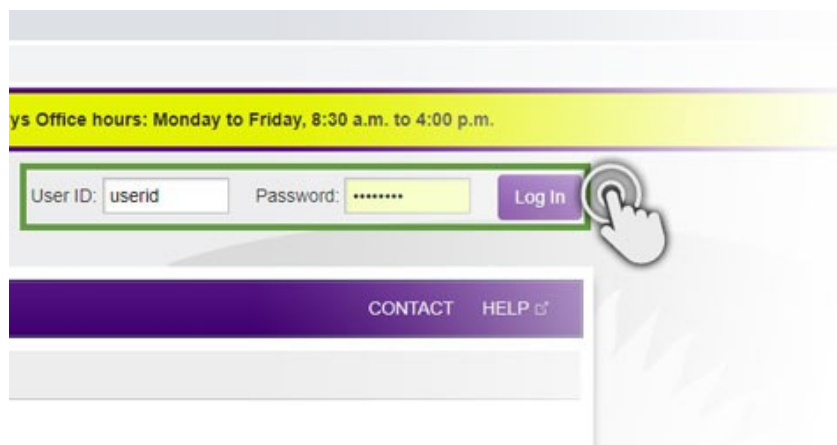 ys Office hours: Monday to Friday, 8:30 a.m. to 4:00 p.m.
User ID: userid Password: •••••••• Log In
CONTACT HELP